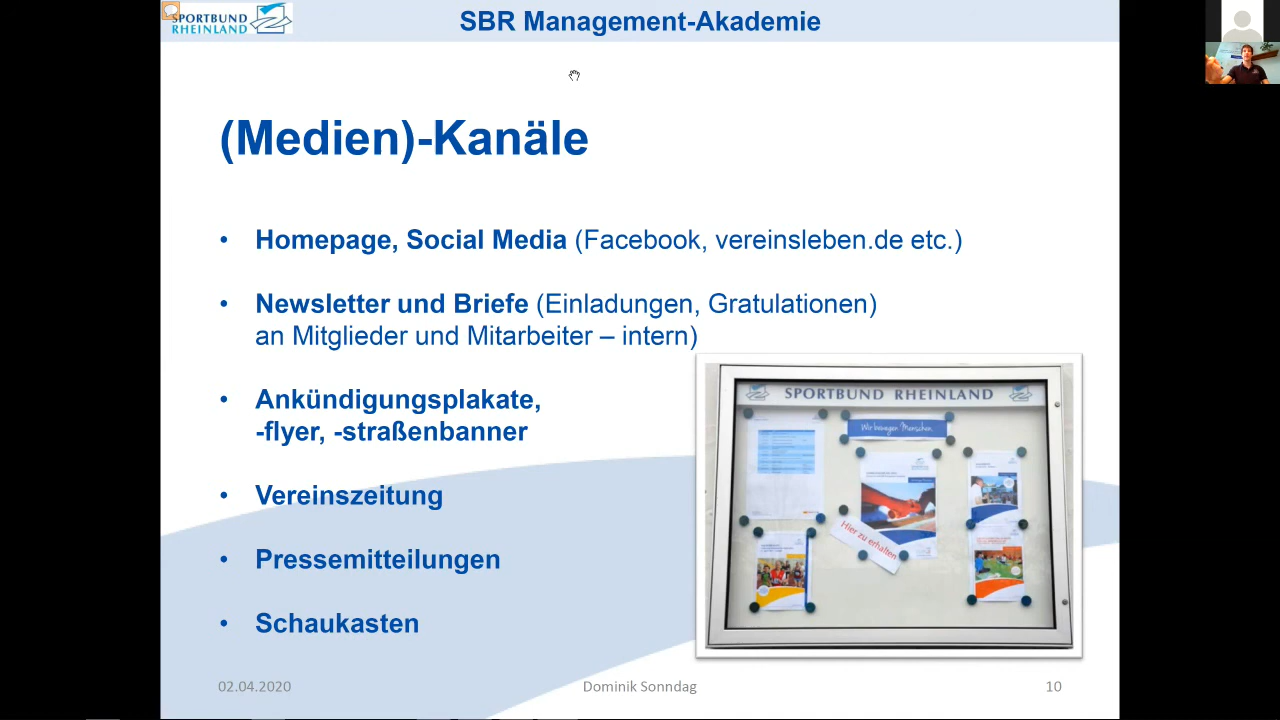 SPORTBUND
RHEINLAND
SBR Management-Akademie
(Medien)-Kanäle
• Homepage, Social Media (Facebook, vereinsleben.de etc.)
• Newsletter und Briefe (Einladungen, Gratulationen)
an Mitglieder und Mitarbeiter – intern)
• Ankündigungsplakate,
-flyer, -straßenbanner
• Vereinszeitung
• Pressemitteilungen
• Schaukasten
SPORTBUND RHEINLAND
Wir bewegen Menschen
Hier zu erhalten
02.04.2020
Dominik Sonndag
10